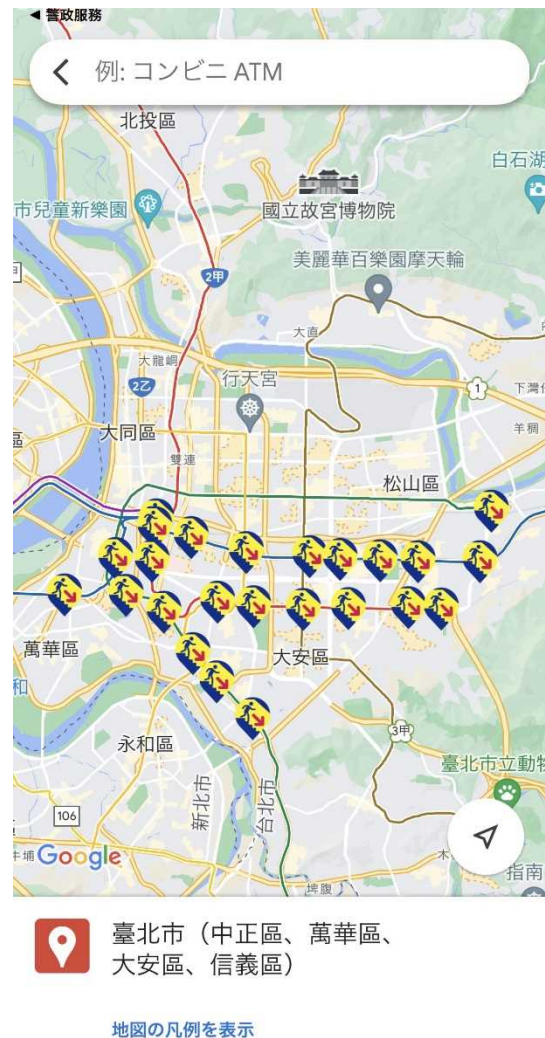 ◀ 警政服務
例: コンビニ ATM
北投區
白石湖
市兒童新樂園
國立故宮博物院
美麗華百樂園摩天輪
2甲
大直
大龍峒
行天宮
2乙
1
下灣仔
羊稠
大同區
雙連
松山區
萬華區
大安區
永和區
3甲
臺北市立動物
新北市
台北市
106
Google
指南
埤腹
臺北市（中正區、萬華區、
大安區、信義區）
地図の凡例を表示